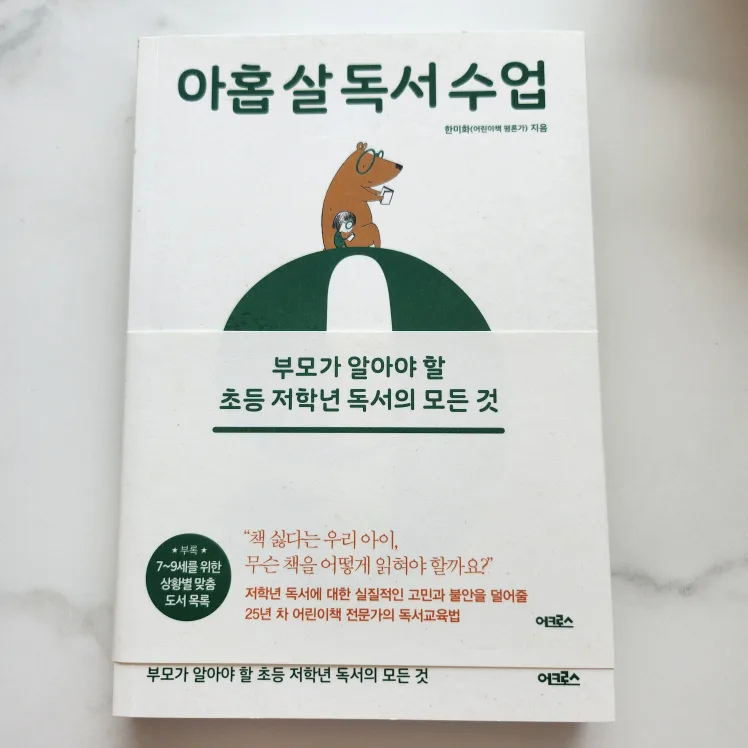 아홉 살 독서 수업
한미화(어린이책 평론가) 지음
부모가 알아야 할
초등 저학년 독서의 모든 것
“책 싫다는 우리 아이,
무슨 책을 어떻게 읽혀야 할까요?”
저학년 독서에 대한 실질적인 고민과 불안을 덜어줄
25년 차 어린이책 전문가의 독서교육법
★ 부록 ★
7~9세를 위한
상황별 맞춤
도서 목록
어크로스
부모가 알아야 할 초등 저학년 독서의 모든 것
어크로스